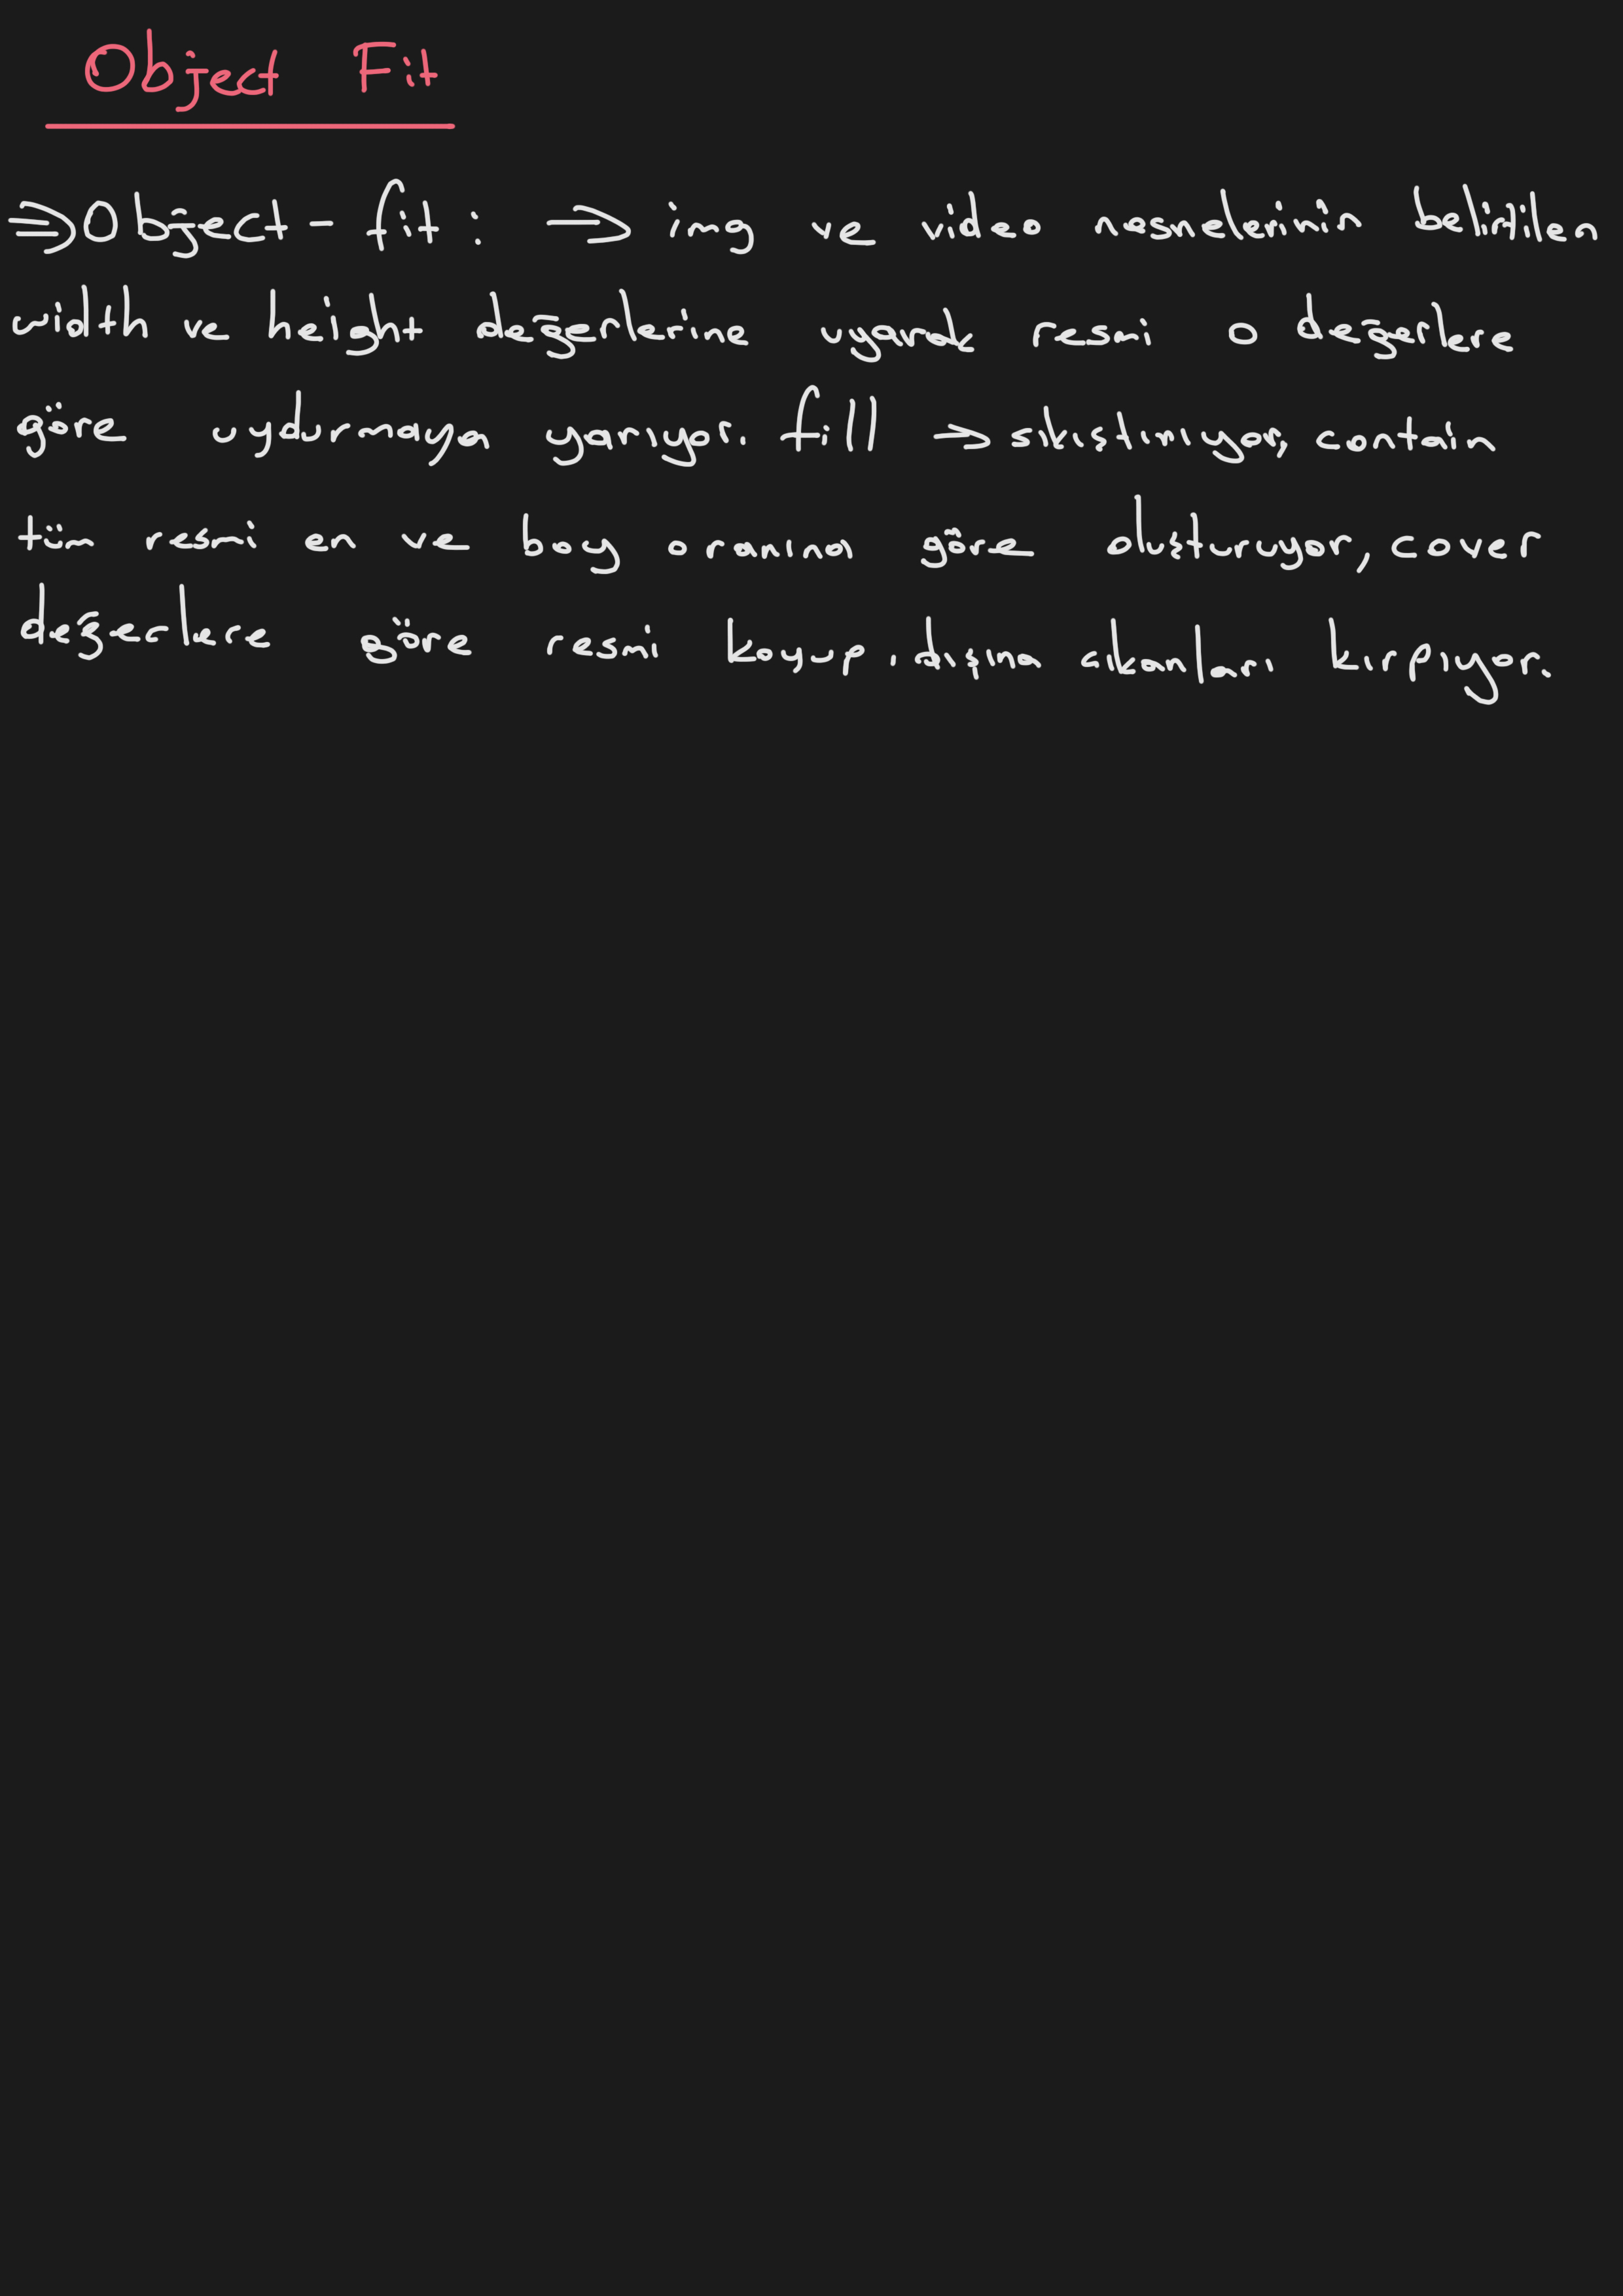 Object Fit
⇒ Object-fit: ⇒ img ve video nesnelerinin belirtilen
width ve height değerlerine uyarak resmi o değerlere
göre uydurmaya yarıyor. fill → sıkıştırıyor, contain
tüm resmi en ve boy oranına göre oluşturuyor, cover
değerlere göre resmi koyup, dışına çıkanları kırpıyor.